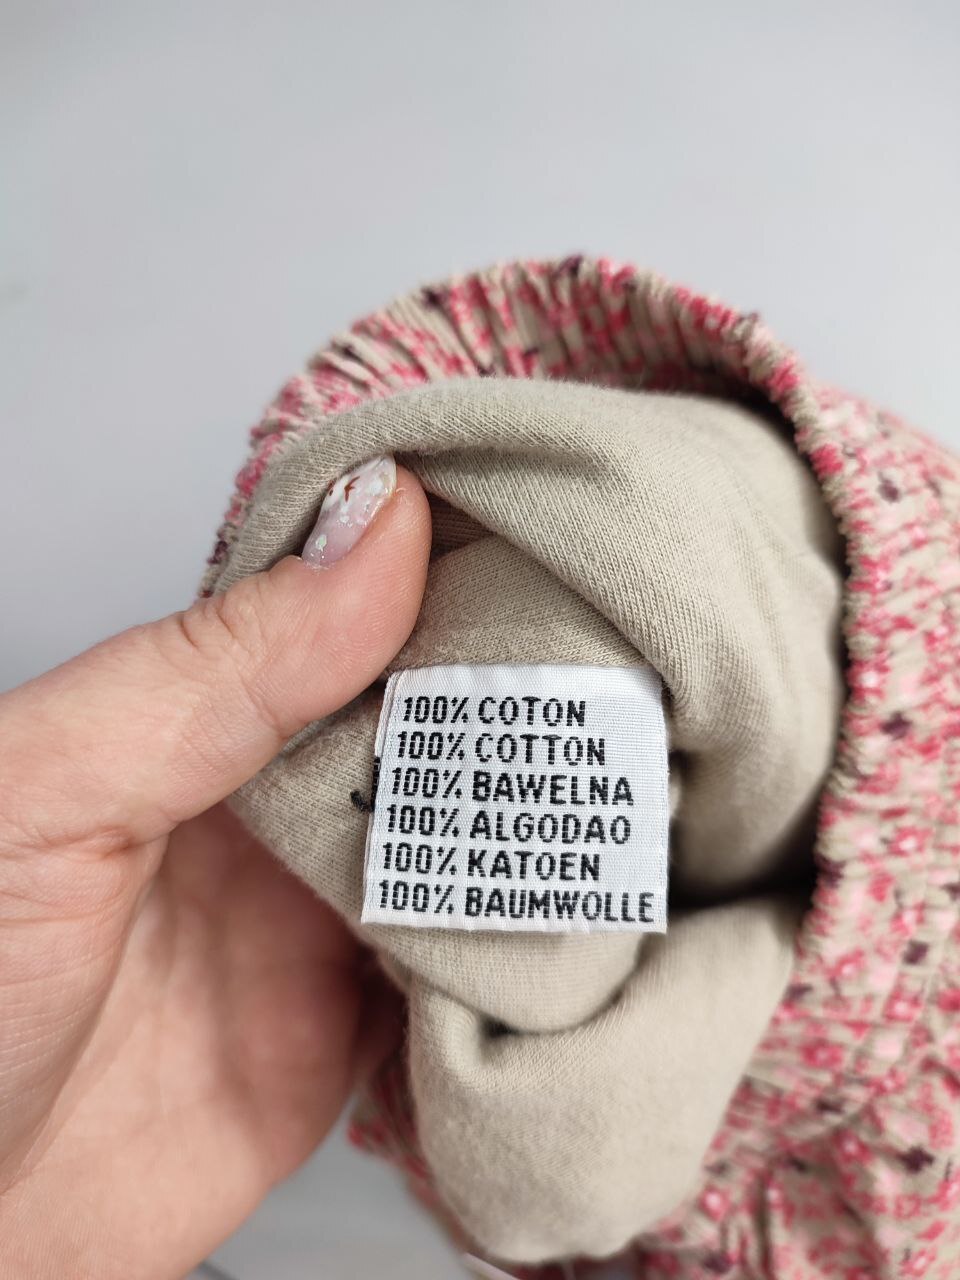 100% COTON
100% COTTON
100% BAWELNA
100% ALGODAO
100% KATOEN
100% BAUMWOLLE